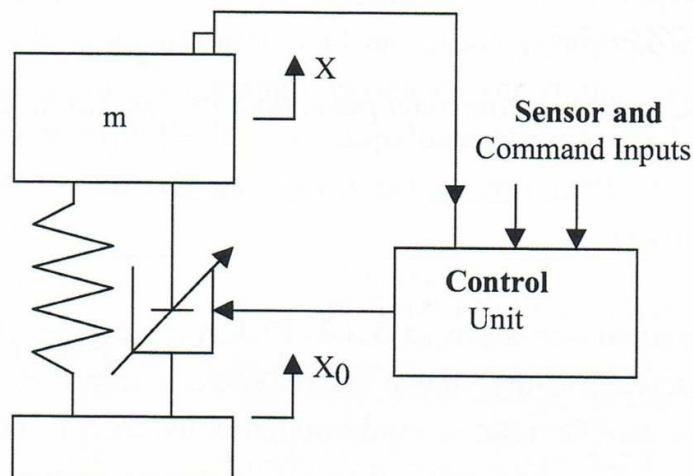 X
m
Sensor and
Command Inputs
Control
Unit
X0